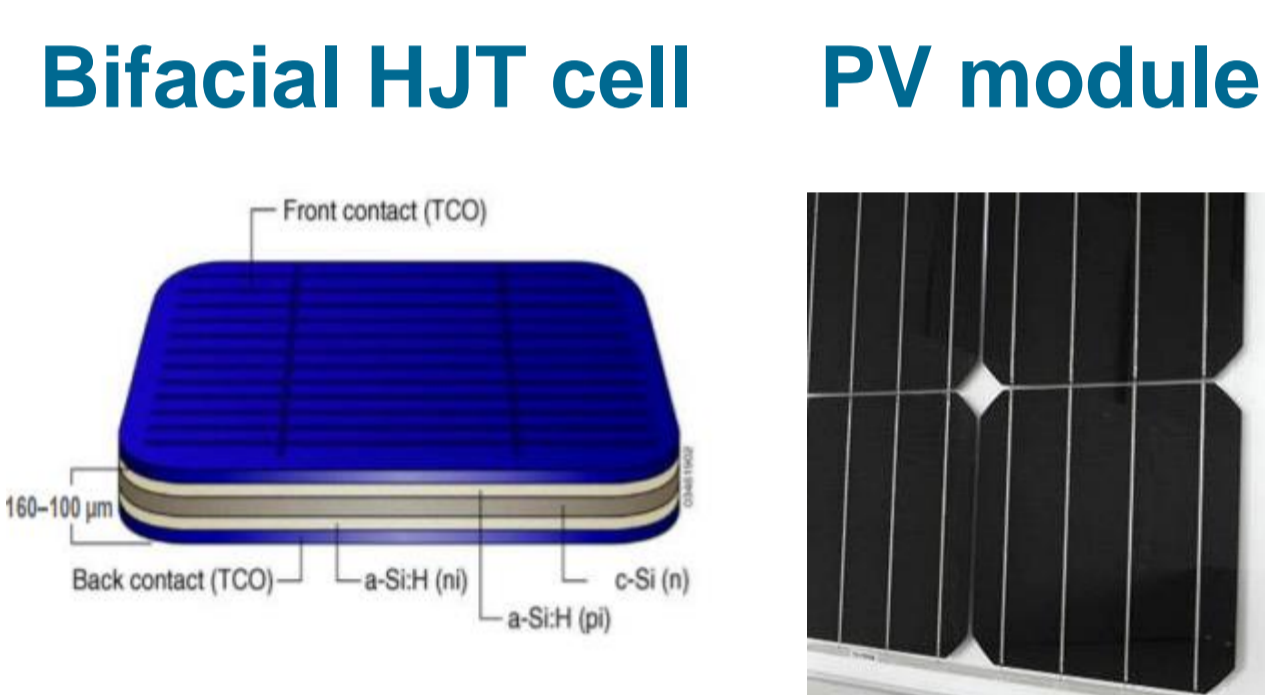 Bifacial HJT cell
PV module
Front contact (TCO)
03461902
160–100 µm
Back contact (TCO)
a-Si:H (ni)
c-Si (n)
a-Si:H (pi)